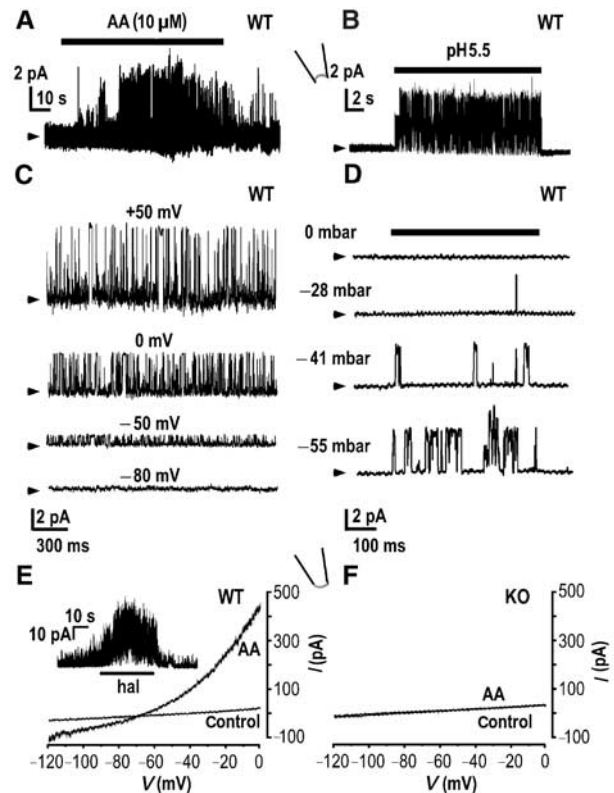 A
AA (10 µM)
WT
2 pA
10 s
B
WT
pH 5.5
2 pA
2 s
C
WT
+50 mV
0 mV
−50 mV
−80 mV
2 pA
300 ms
D
WT
0 mbar
−28 mbar
−41 mbar
−55 mbar
2 pA
100 ms
E
WT
10 s
10 pA
hal
AA
Control
500
300
100
−100
I (pA)
−120 −100 −80 −60 −40 −20 0
V (mV)
F
KO
AA
Control
500
300
100
−100
I (pA)
−120 −100 −80 −60 −40 −20 0
V (mV)